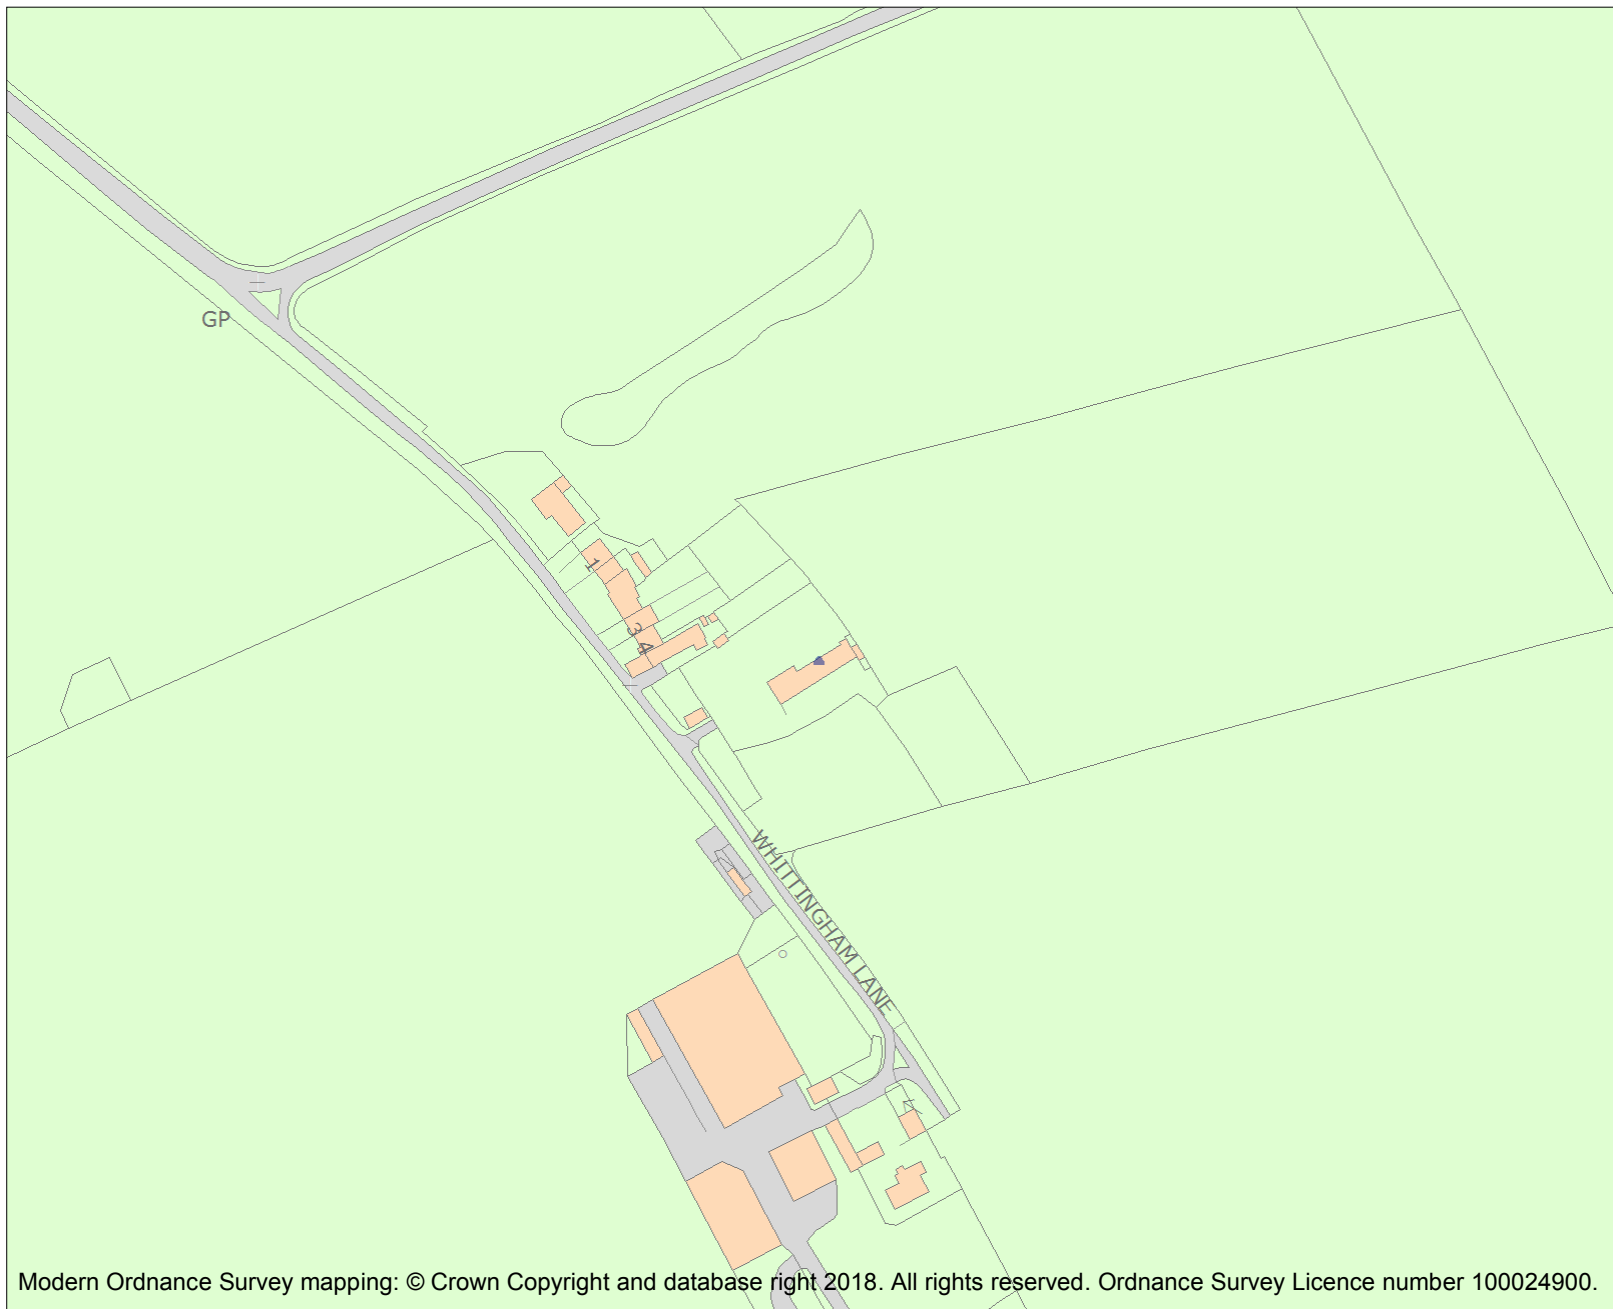 GP
1
3
4
WHITTINGHAM LANE
Modern Ordnance Survey mapping: © Crown Copyright and database right 2018. All rights reserved. Ordnance Survey Licence number 100024900.